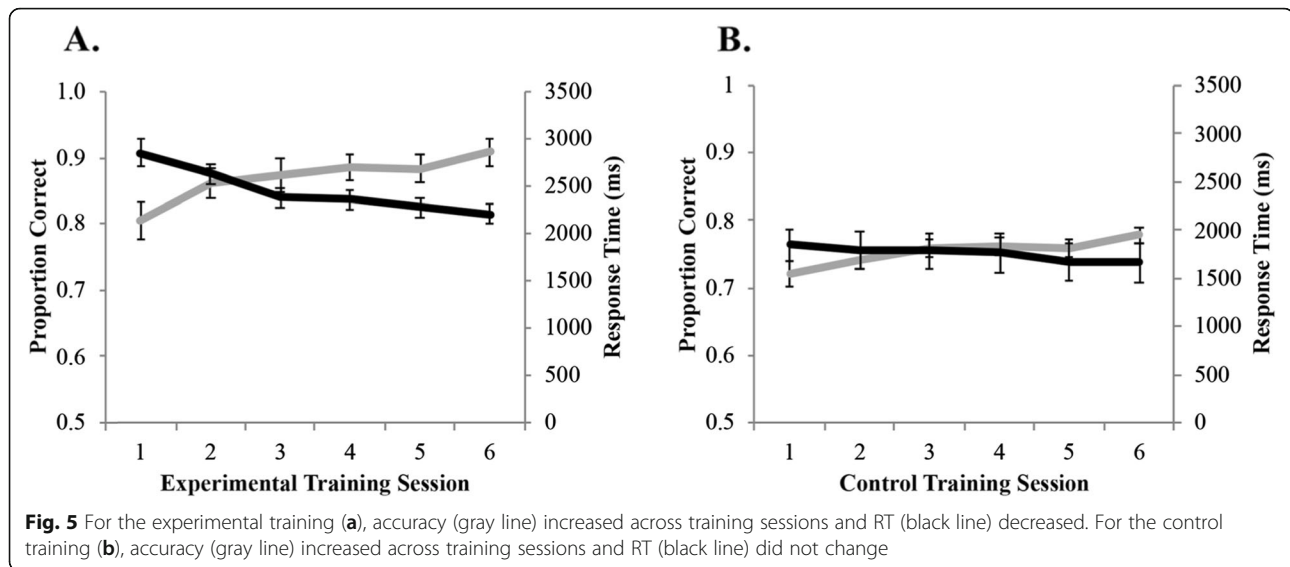 A.
1.0
0.9
0.8
0.7
0.6
0.5
Proportion Correct
3500
3000
2500
2000
1500
1000
500
0
Response Time (ms)
1 2 3 4 5 6
Experimental Training Session
B.
1
0.9
0.8
0.7
0.6
0.5
Proportion Correct
3500
3000
2500
2000
1500
1000
500
0
Response Time (ms)
1 2 3 4 5 6
Control Training Session
Fig. 5 For the experimental training (a), accuracy (gray line) increased across training sessions and RT (black line) decreased. For the control
training (b), accuracy (gray line) increased across training sessions and RT (black line) did not change